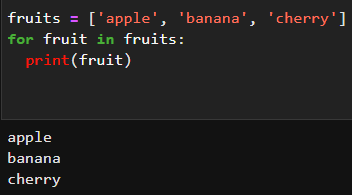 fruits = ['apple', 'banana', 'cherry']
for fruit in fruits:
  print(fruit)
apple
banana
cherry